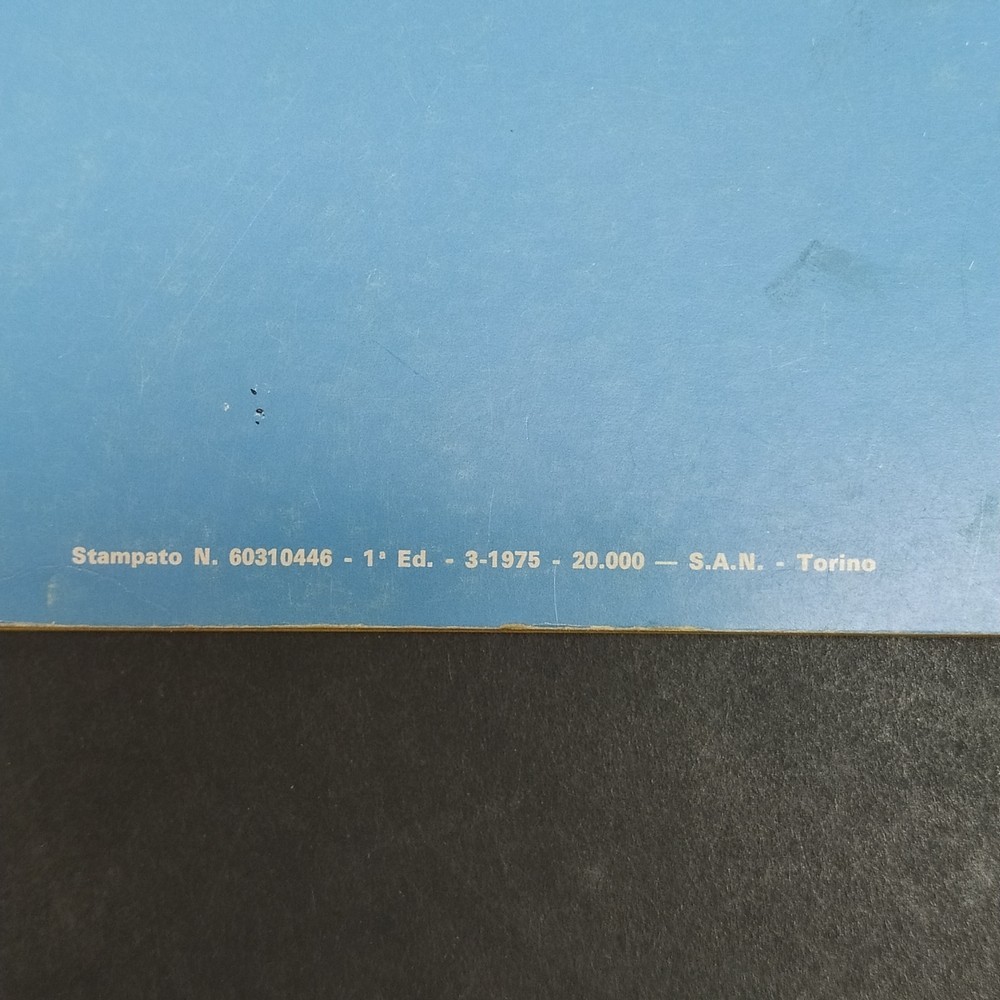 Stampato N. 60310446 - 1ª Ed. - 3-1975 - 20.000 — S.A.N. - Torino